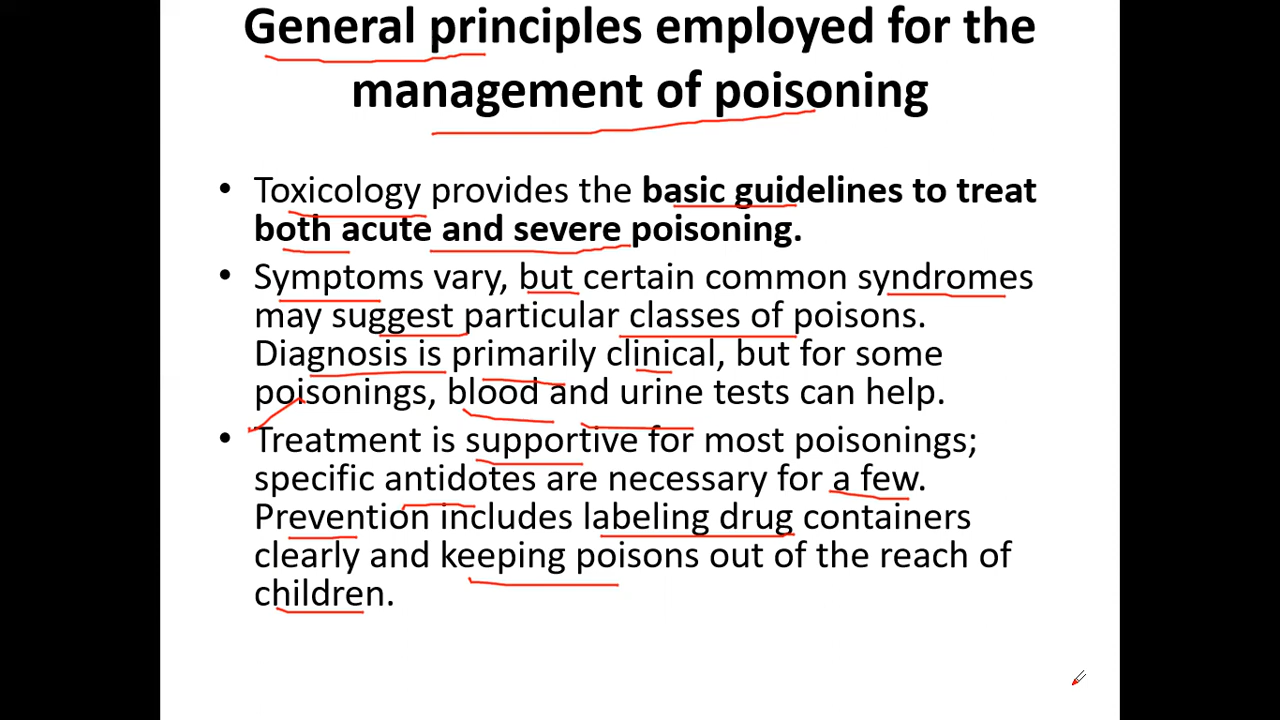 General principles employed for the
management of poisoning
• Toxicology provides the basic guidelines to treat
both acute and severe poisoning.
• Symptoms vary, but certain common syndromes
may suggest particular classes of poisons.
Diagnosis is primarily clinical, but for some
poisonings, blood and urine tests can help.
• Treatment is supportive for most poisonings;
specific antidotes are necessary for a few.
Prevention includes labeling drug containers
clearly and keeping poisons out of the reach of
children.